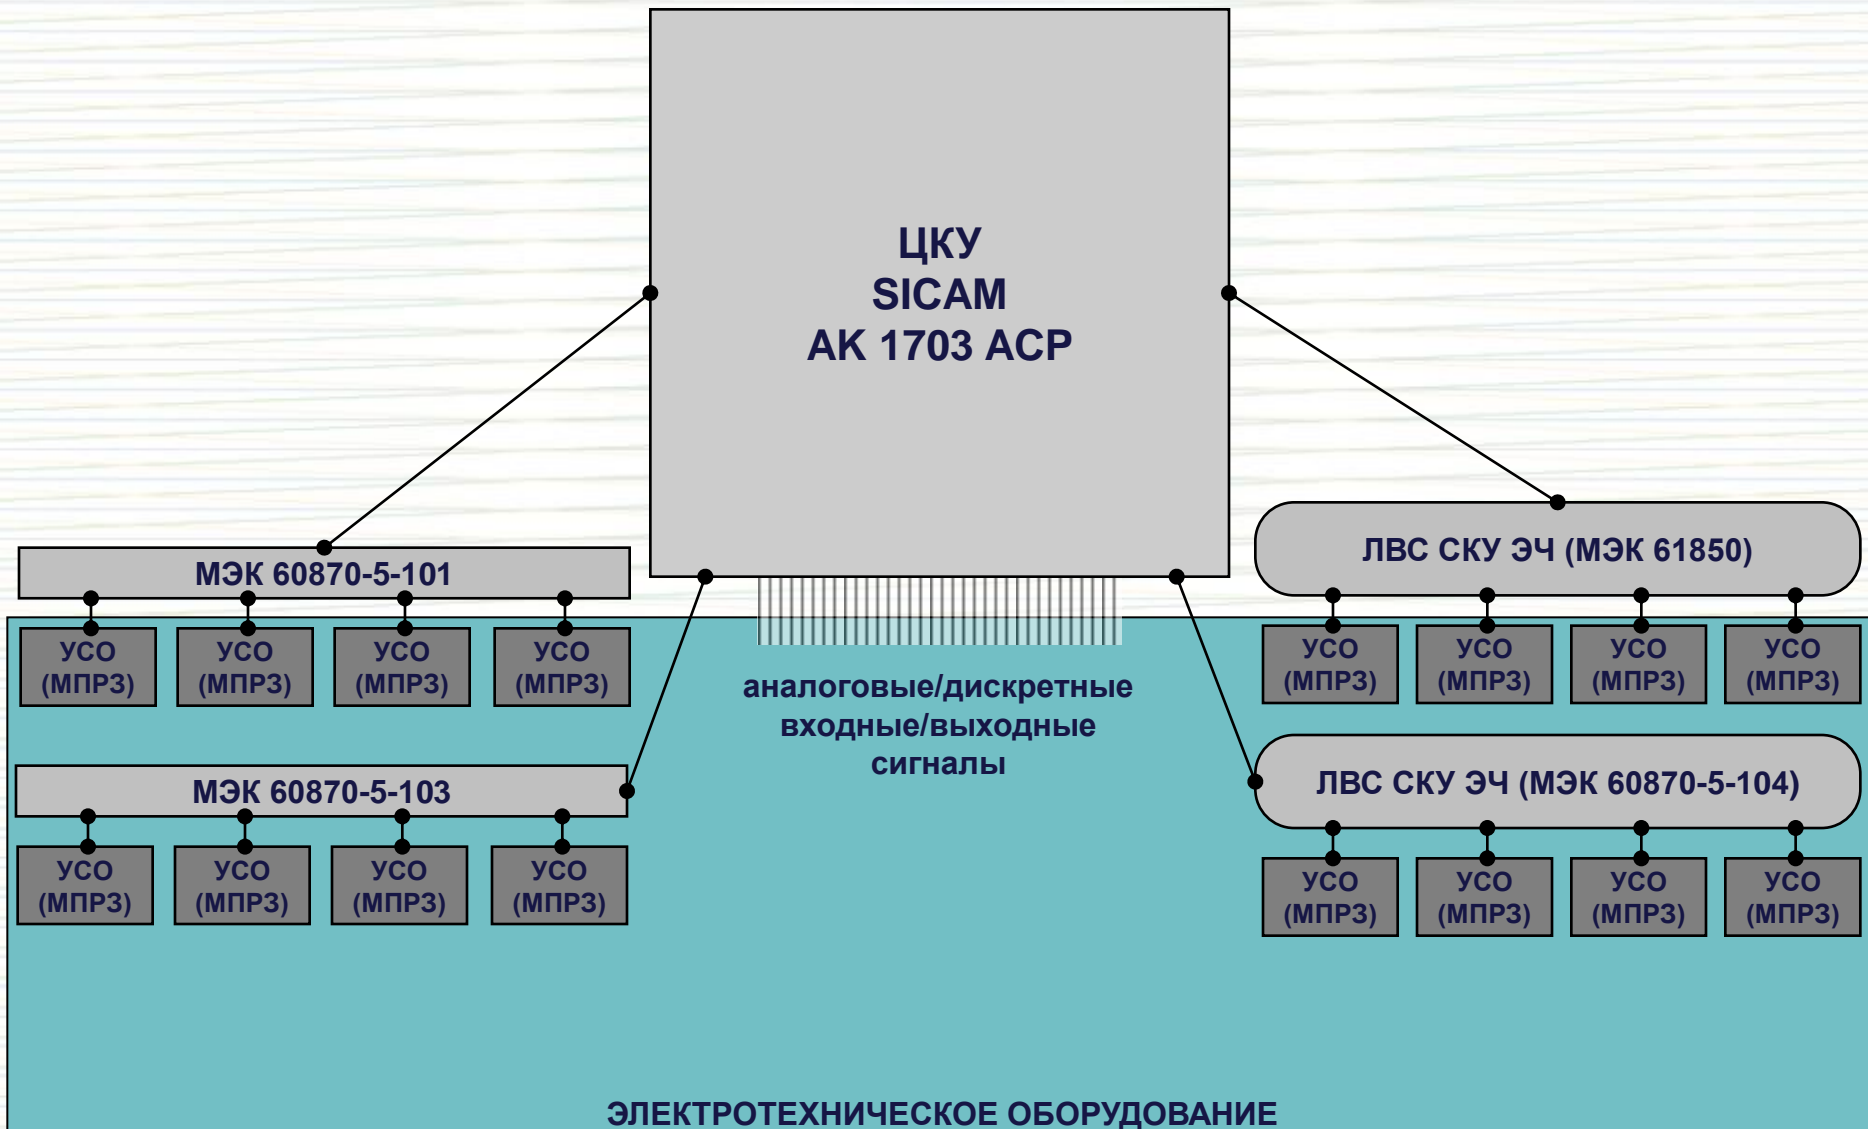 ЦКУ
SICAM
AK 1703 ACP
МЭК 60870-5-101
УСО
(МПРЗ)
УСО
(МПРЗ)
УСО
(МПРЗ)
УСО
(МПРЗ)
МЭК 60870-5-103
УСО
(МПРЗ)
УСО
(МПРЗ)
УСО
(МПРЗ)
УСО
(МПРЗ)
аналоговые/дискретные
входные/выходные
сигналы
ЛВС СКУ ЭЧ (МЭК 61850)
УСО
(МПРЗ)
УСО
(МПРЗ)
УСО
(МПРЗ)
УСО
(МПРЗ)
ЛВС СКУ ЭЧ (МЭК 60870-5-104)
УСО
(МПРЗ)
УСО
(МПРЗ)
УСО
(МПРЗ)
УСО
(МПРЗ)
ЭЛЕКТРОТЕХНИЧЕСКОЕ ОБОРУДОВАНИЕ